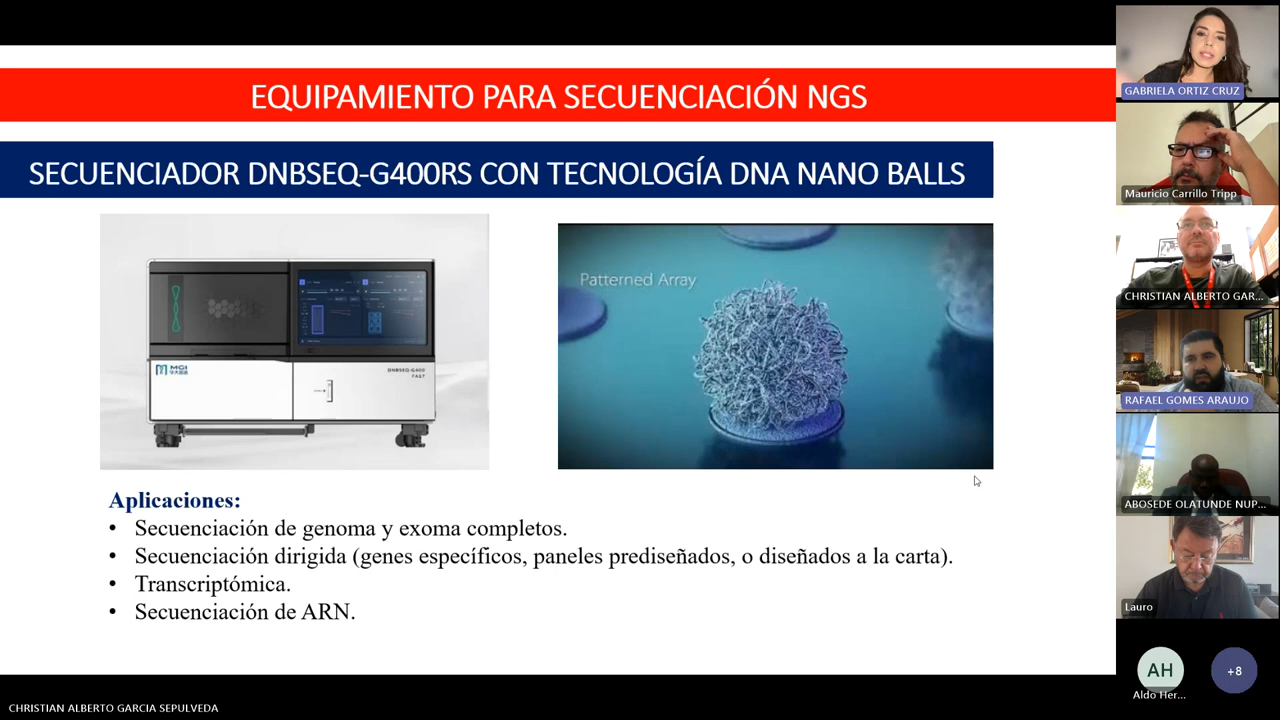 EQUIPAMIENTO PARA SECUENCIACIÓN NGS
SECUENCIADOR DNBSEQ-G400RS CON TECNOLOGÍA DNA NANO BALLS
MGI
DNBSEQ-G400
FAST
Patterned Array
Aplicaciones:
• Secuenciación de genoma y exoma completos.
• Secuenciación dirigida (genes específicos, paneles prediseñados, o diseñados a la carta).
• Transcriptómica.
• Secuenciación de ARN.
GABRIELA ORTIZ CRUZ
Mauricio Carrillo Tripp
CHRISTIAN ALBERTO GAR...
RAFAEL GOMES ARAUJO
ABOSEDE OLATUNDE NUP...
Lauro
AH
Aldo Her...
+8
CHRISTIAN ALBERTO GARCIA SEPULVEDA